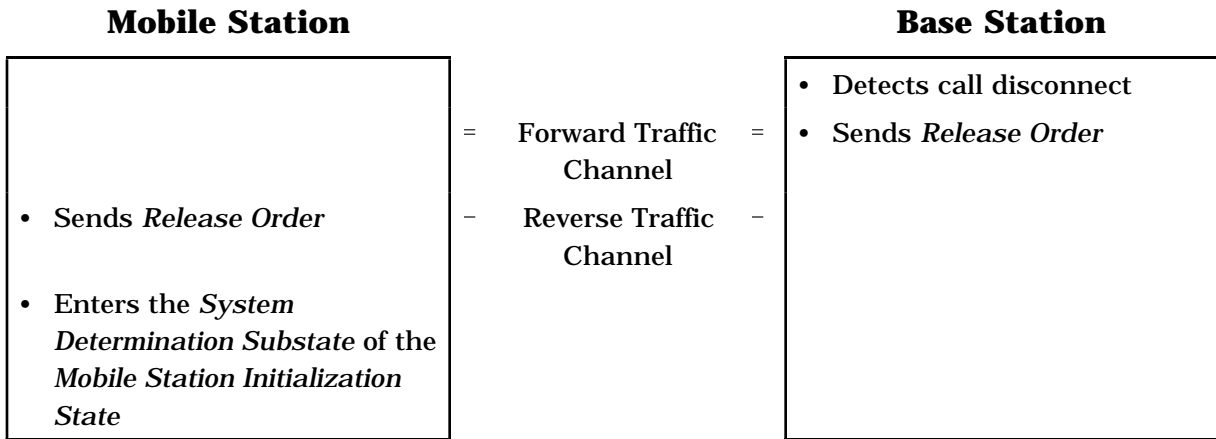 Mobile Station
Base Station
• Detects call disconnect
= Forward Traffic = • Sends Release Order
Channel
• Sends Release Order – Reverse Traffic –
Channel
• Enters the System
Determination Substate of the
Mobile Station Initialization
State